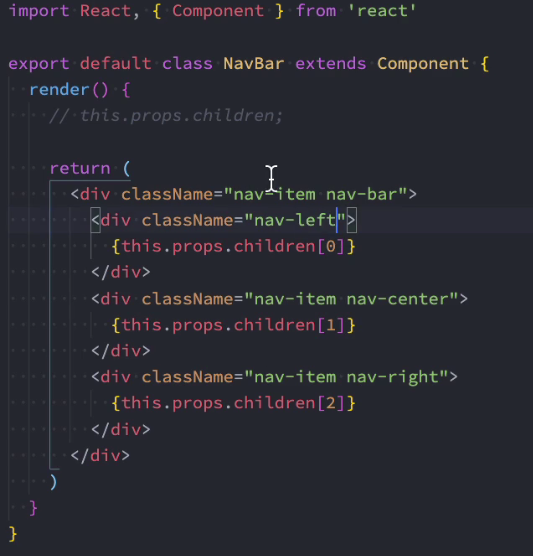 import React, { Component } from 'react'
export default class NavBar extends Component {
render() {
// this.props.children;
return (
<div className="nav-item nav-bar">
<div className="nav-left">
{this.props.children[0]}
</div>
<div className="nav-item nav-center">
{this.props.children[1]}
</div>
<div className="nav-item nav-right">
{this.props.children[2]}
</div>
</div>
)
}
}